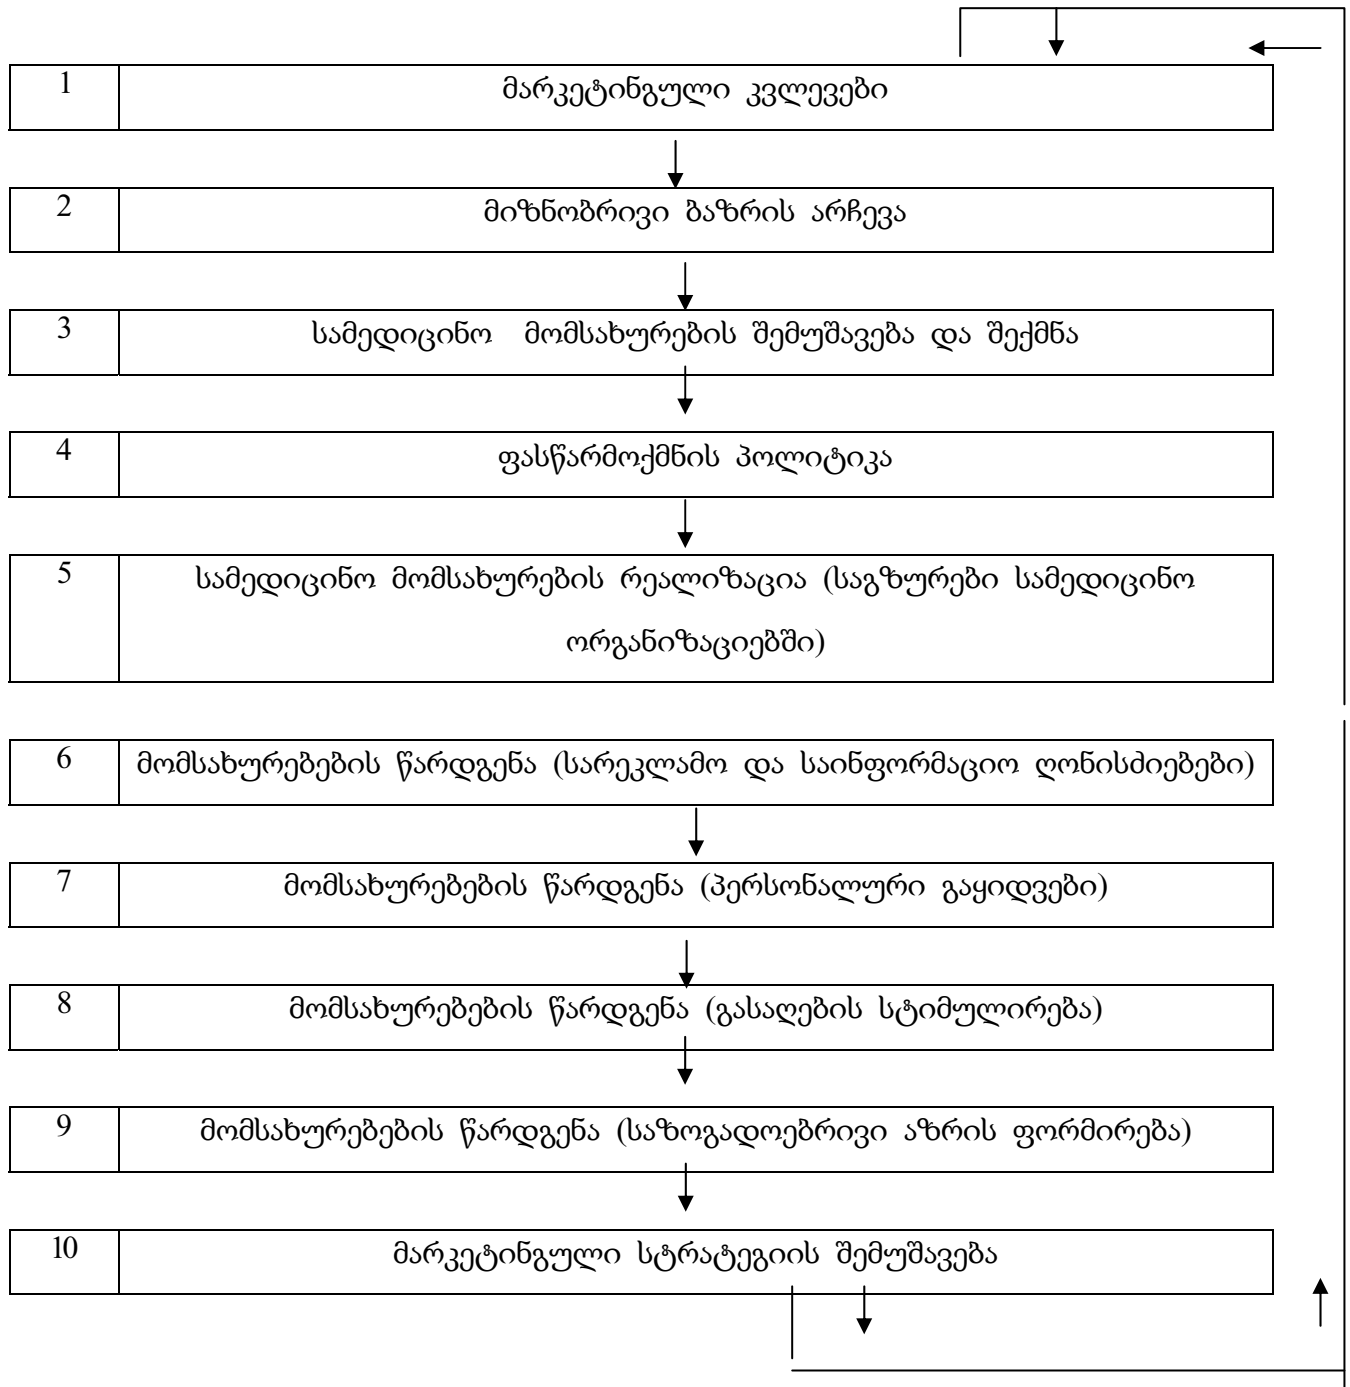 1 მარკეტინგული კვლევები
2 მიზნობრივი ბაზრის არჩევა
3 სამედიცინო მომსახურების შემუშავება და შექმნა
4 ფასწარმოქმნის პოლიტიკა
5 სამედიცინო მომსახურების რეალიზაცია (საგზურები სამედიცინო
ორგანიზაციებში)
6 მომსახურებების წარდგენა (სარეკლამო და საინფორმაციო ღონისძიებები)
7 მომსახურებების წარდგენა (პერსონალური გაყიდვები)
8 მომსახურებების წარდგენა (გასაღების სტიმულირება)
9 მომსახურებების წარდგენა (საზოგადოებრივი აზრის ფორმირება)
10 მარკეტინგული სტრატეგიის შემუშავება